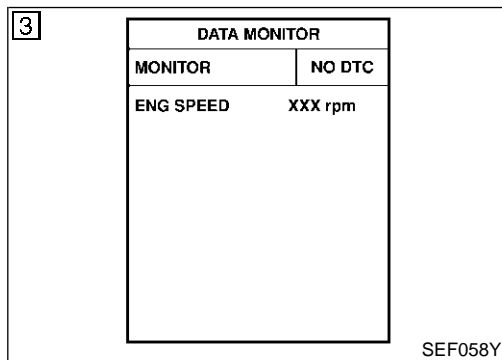 3
DATA MONITOR
MONITOR NO DTC
ENG SPEED XXX rpm
SEF058Y